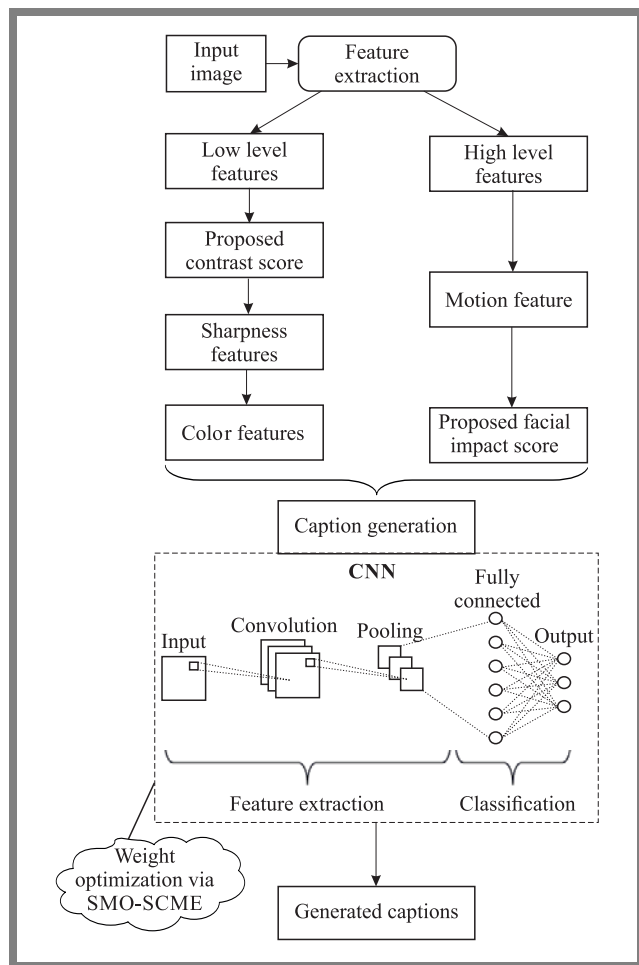 Input
image
Feature
extraction
Low level
features
High level
features
Proposed
contrast score
Motion feature
Sharpness
features
Color features
Proposed facial
impact score
Caption generation
CNN
Fully
connected
Input
Convolution
Pooling
Output
Feature extraction
Classification
Weight
optimization via
SMO-SCME
Generated captions